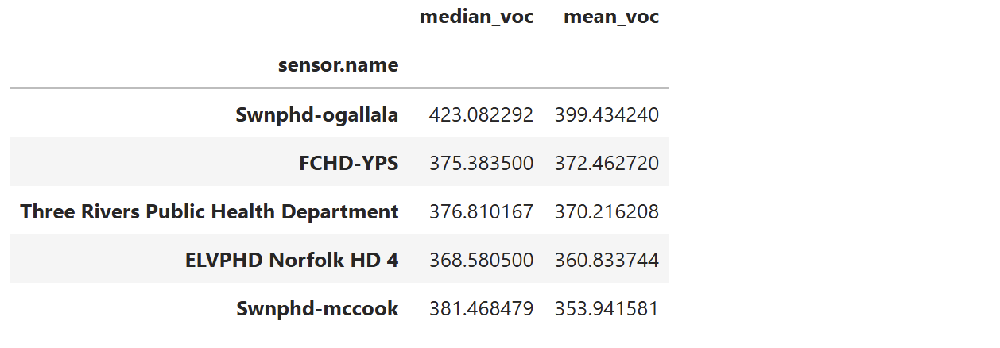 median_voc mean_voc
sensor.name
Swnphd-ogallala 423.082292 399.434240
FCHD-YPS 375.383500 372.462720
Three Rivers Public Health Department 376.810167 370.216208
ELVPHD Norfolk HD 4 368.580500 360.833744
Swnphd-mccook 381.468479 353.941581